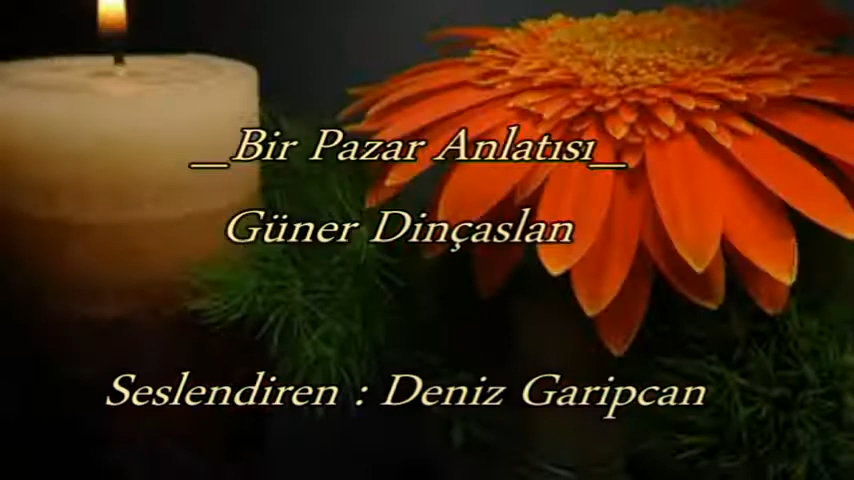 _Bir Pazar Anlatısı_
Güner Dinçaslan
Seslendiren : Deniz Garipcan